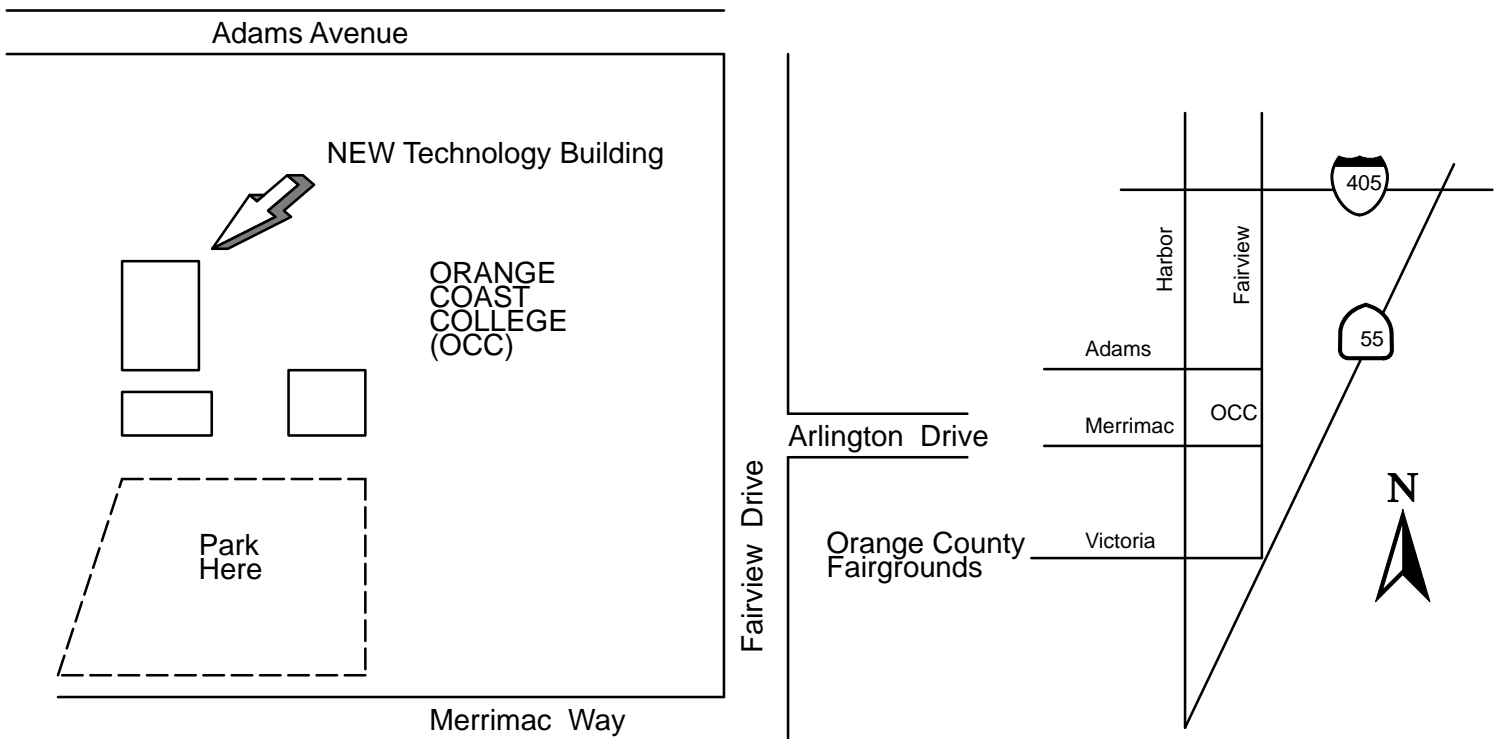 Adams Avenue
NEW Technology Building
ORANGE
COAST
COLLEGE
(OCC)
Park
Here
Merrimac Way
Fairview Drive
Arlington Drive
Orange County
Fairgrounds
405
Harbor
Fairview
55
Adams
OCC
Merrimac
Victoria
N